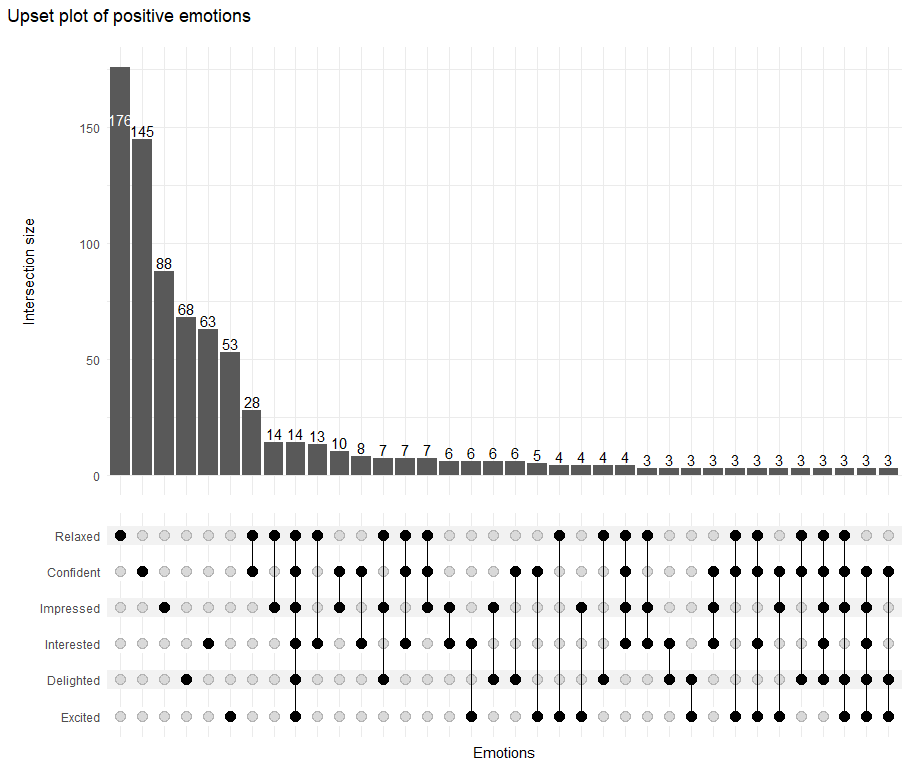 Upset plot of positive emotions
Intersection size
150
100
50
0
176 145 88 68 63 53 28 14 14 13 10 8 7 7 7 6 6 6 6 5 4 4 4 4 3 3 3 3 3 3 3 3 3 3 3 3
Relaxed
Confident
Impressed
Interested
Delighted
Excited
Emotions